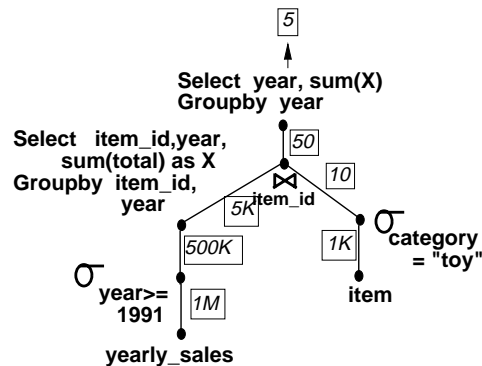 5
Select year, sum(X)
Groupby year
50
Select item_id,year,
sum(total) as X
Groupby item_id,
year
item_id
10
5K
500K
σ category
= "toy"
1K
σ year>=
1991
1M
item
yearly_sales